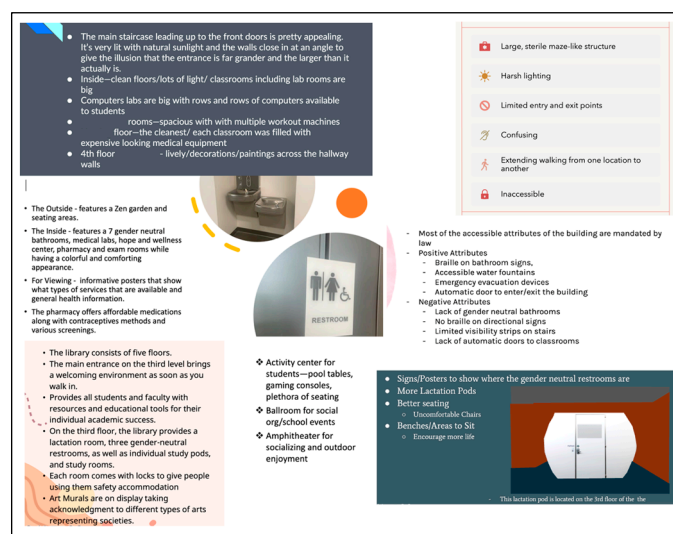 ● The main staircase leading up to the front doors is pretty appealing.
It's very lit with natural sunlight and the walls close in at an angle to
give the illusion that the entrance is far grander and the larger than it
actually is.
● Inside—clean floors/lots of light/ classrooms including lab rooms are
big
● Computers labs are big with rows and rows of computers available
to students
● rooms—spacious with with multiple workout machines
● floor—the cleanest/ each classroom was filled with
expensive looking medical equipment
● 4th floor - lively/decorations/paintings across the hallway
walls
Large, sterile maze-like structure
Harsh lighting
Limited entry and exit points
Confusing
Extending walking from one location to
another
Inaccessible
• The Outside - features a Zen garden and
seating areas.
• The Inside - features a 7 gender neutral
bathrooms, medical labs, hope and wellness
center, pharmacy and exam rooms while
having a colorful and comforting
appearance.
• For Viewing - informative posters that show
what types of services that are available and
general health information.
• The pharmacy offers affordable medications
along with contraceptives methods and
various screenings.
RESTROOM
- Most of the accessible attributes of the building are mandated by
law
- Positive Attributes
- Braille on bathroom signs,
- Accessible water fountains
- Emergency evacuation devices
- Automatic door to enter/exit the building
- Negative Attributes
- Lack of gender neutral bathrooms
- No braille on directional signs
- Limited visibility strips on stairs
- Lack of automatic doors to classrooms
• The library consists of five floors.
• The main entrance on the third level brings
a welcoming environment as soon as you
walk in.
• Provides all students and faculty with
resources and educational tools for their
individual academic success.
• On the third floor, the library provides a
lactation room, three gender-neutral
restrooms, as well as individual study pods,
and study rooms.
• Each room comes with locks to give people
using them safety accommodation
• Art Murals are on display taking
acknowledgment to different types of arts
representing societies.
❖ Activity center for
students—pool tables,
gaming consoles,
plethora of seating
❖ Ballroom for social
org/school events
❖ Amphitheater for
socializing and outdoor
enjoyment
● Signs/Posters to show where the gender neutral restrooms are
● More Lactation Pods
● Better seating
○ Uncomfortable Chairs
● Benches/Areas to Sit
○ Encourage more life
- This lactation pod is located on the 3rd floor of the the